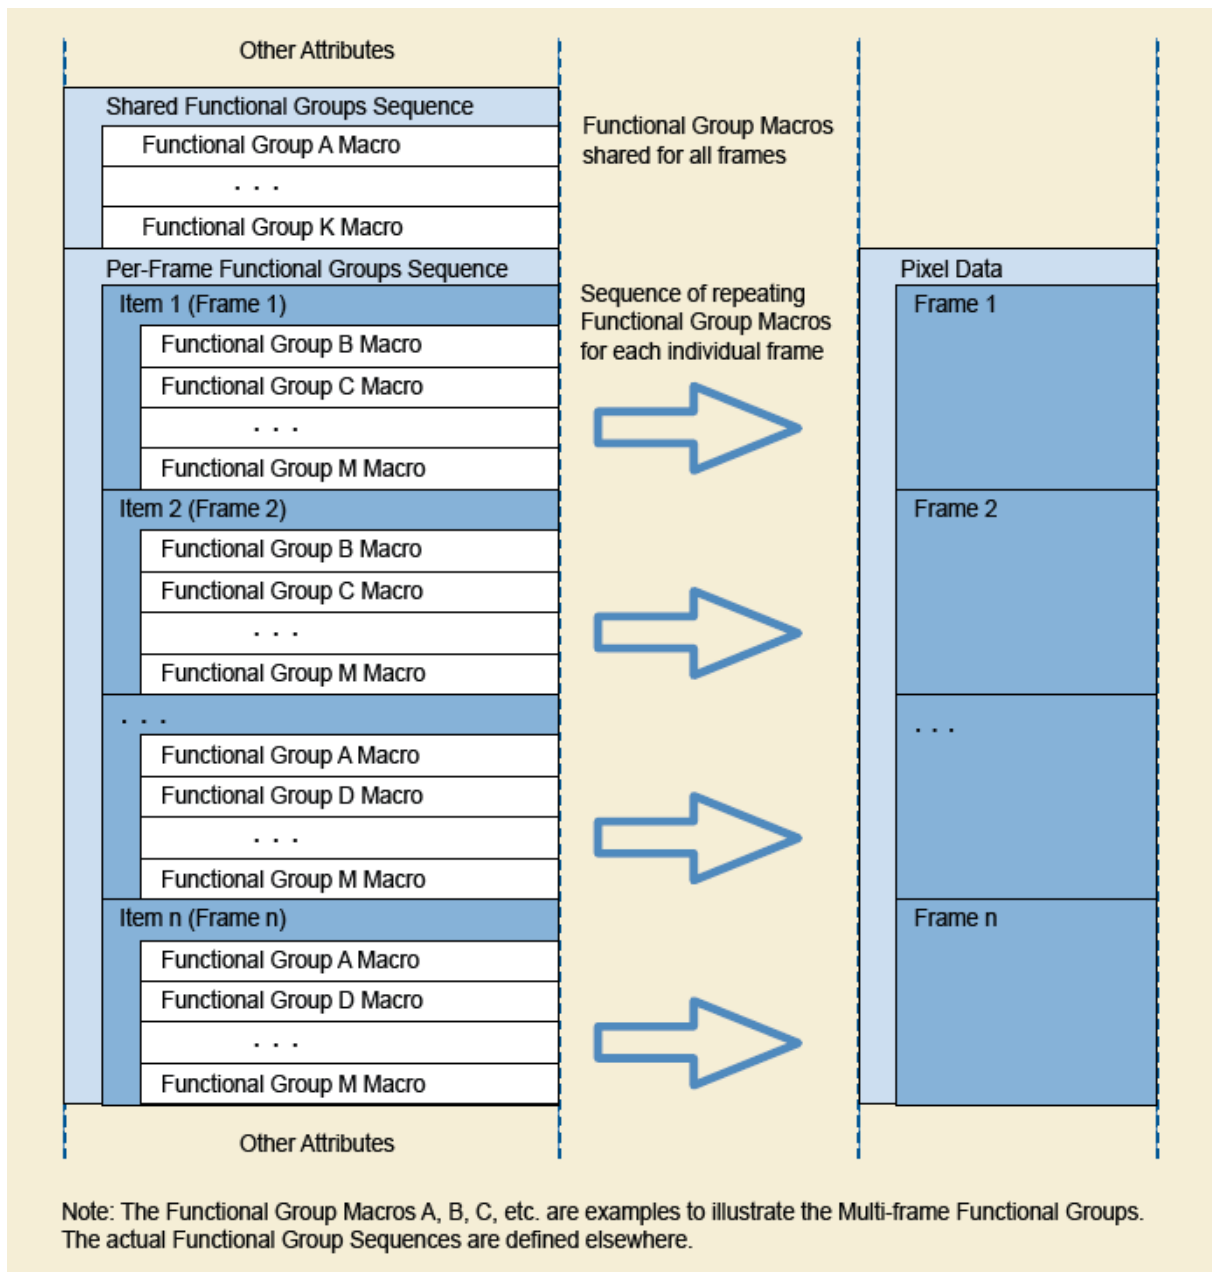 Other Attributes
Shared Functional Groups Sequence
Functional Group A Macro
. . .
Functional Group K Macro
Functional Group Macros
shared for all frames
Per-Frame Functional Groups Sequence
Item 1 (Frame 1)
Functional Group B Macro
Functional Group C Macro
. . .
Functional Group M Macro
Item 2 (Frame 2)
Functional Group B Macro
Functional Group C Macro
. . .
Functional Group M Macro
. . .
Functional Group A Macro
Functional Group D Macro
. . .
Functional Group M Macro
Item n (Frame n)
Functional Group A Macro
Functional Group D Macro
. . .
Functional Group M Macro
Other Attributes
Sequence of repeating
Functional Group Macros
for each individual frame
Pixel Data
Frame 1
Frame 2
. . .
Frame n
Note: The Functional Group Macros A, B, C, etc. are examples to illustrate the Multi-frame Functional Groups.
The actual Functional Group Sequences are defined elsewhere.